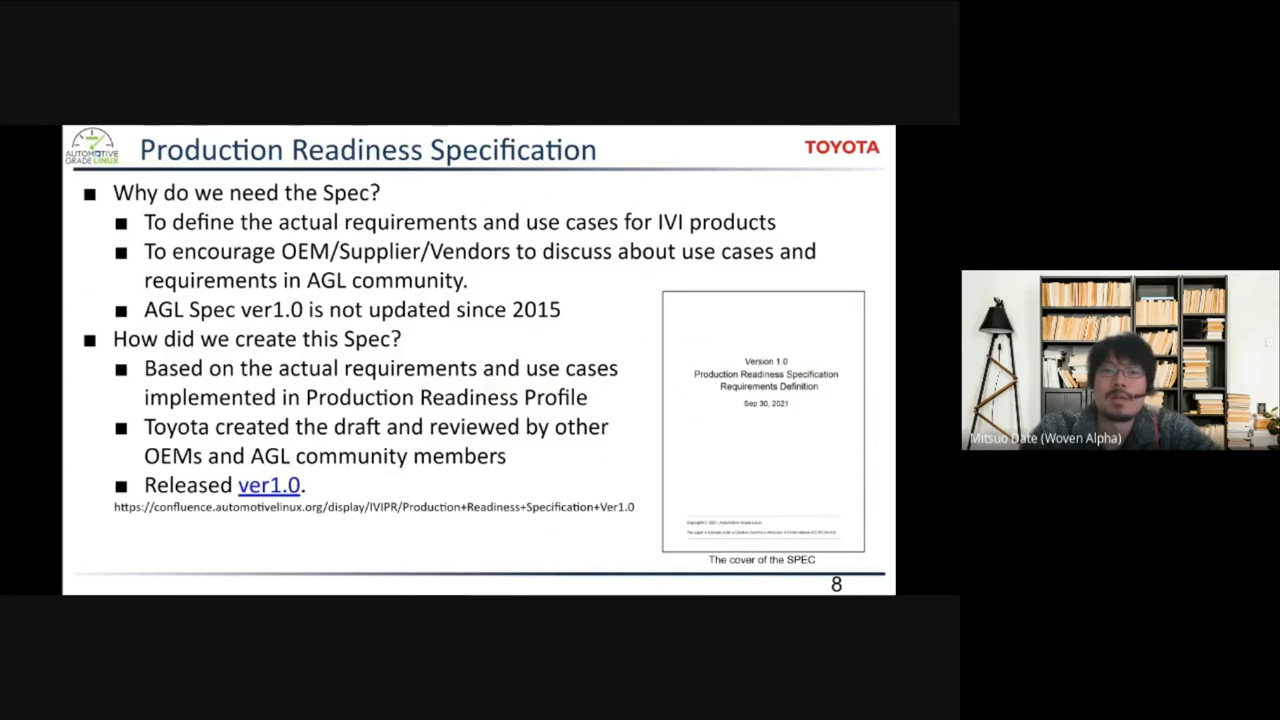 AUTOMOTIVE
GRADE LINUX
Production Readiness Specification
TOYOTA
■ Why do we need the Spec?
■ To define the actual requirements and use cases for IVI products
■ To encourage OEM/Supplier/Vendors to discuss about use cases and
requirements in AGL community.
■ AGL Spec ver1.0 is not updated since 2015
■ How did we create this Spec?
■ Based on the actual requirements and use cases
implemented in Production Readiness Profile
■ Toyota created the draft and reviewed by other
OEMs and AGL community members
■ Released ver1.0.
https://confluence.automotivelinux.org/display/IVIPR/Production+Readiness+Specification+Ver1.0
Version 1.0
Production Readiness Specification
Requirements Definition
Sep 30, 2021
The cover of the SPEC
8
Mitsuo Date (Woven Alpha)